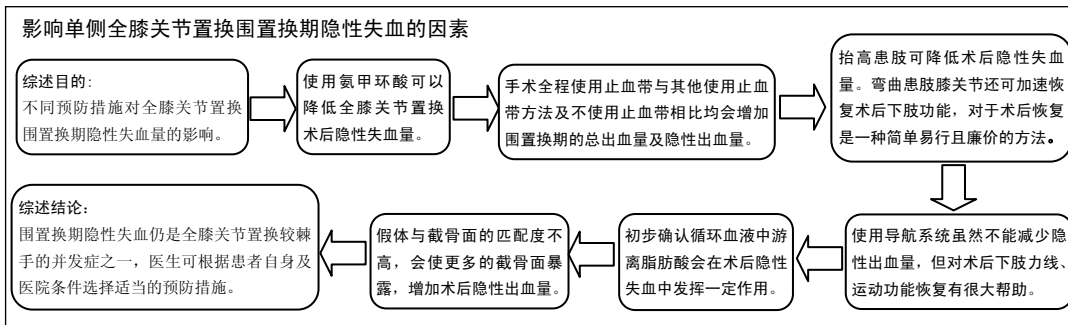 影响单侧全膝关节置换围置换期隐性失血的因素
综述目的:
不同预防措施对全膝关节置换
围置换期隐性失血量的影响。
使用氨甲环酸可以
降低全膝关节置换
术后隐性失血量。
手术全程使用止血带与其他使用止血
带方法及不使用止血带相比均会增加
围置换期的总出血量及隐性出血量。
抬高患肢可降低术后隐性失血
量。弯曲患肢膝关节还可加速恢
复术后下肢功能，对于术后恢复
是一种简单易行且廉价的方法。
使用导航系统虽然不能减少隐
性出血量，但对术后下肢力线、
运动功能恢复有很大帮助。
初步确认循环血液中游
离脂肪酸会在术后隐性
失血中发挥一定作用。
假体与截骨面的匹配度不
高，会使更多的截骨面暴
露，增加术后隐性出血量。
综述结论：
围置换期隐性失血仍是全膝关节置换较棘
手的并发症之一，医生可根据患者自身及
医院条件选择适当的预防措施。